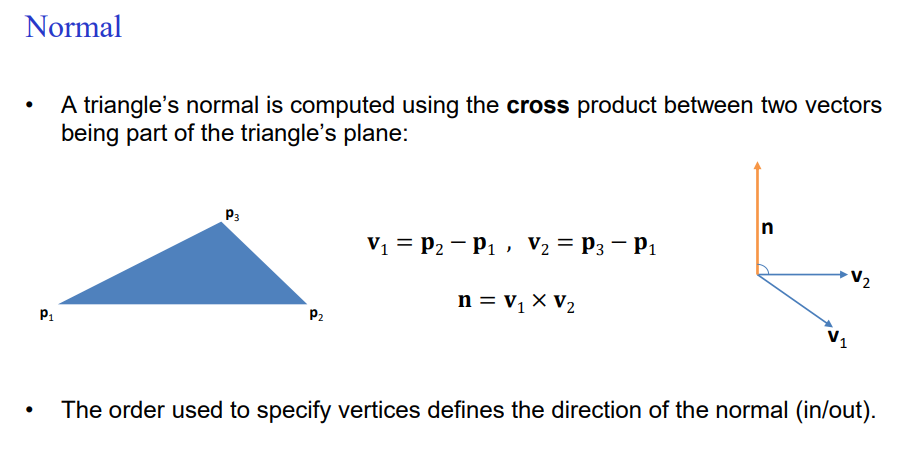 Normal
• A triangle's normal is computed using the cross product between two vectors
being part of the triangle's plane:
p₃
p₁
p₂
v₁ = p₂ − p₁ , v₂ = p₃ − p₁
n = v₁ × v₂
n
v₂
v₁
• The order used to specify vertices defines the direction of the normal (in/out).